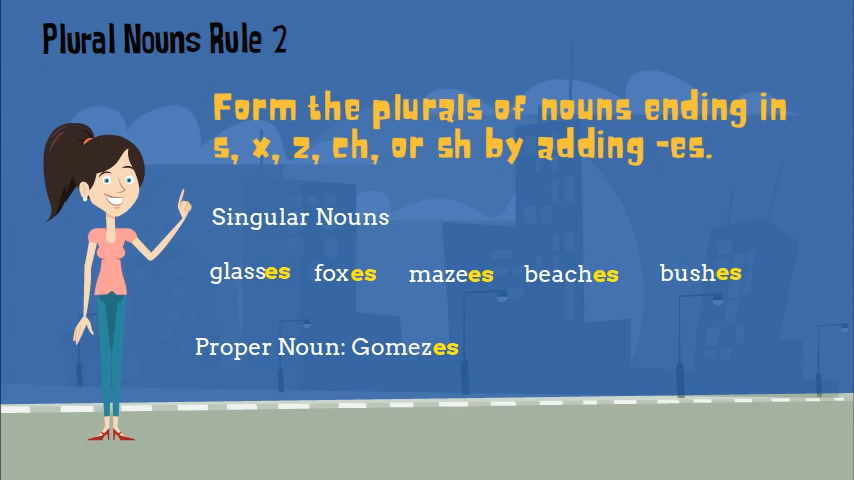 Plural Nouns Rule 2
Form the plurals of nouns ending in
s, x, z, ch, or sh by adding -es.
Singular Nouns
glasses foxes mazees beaches bushes
Proper Noun: Gomezes